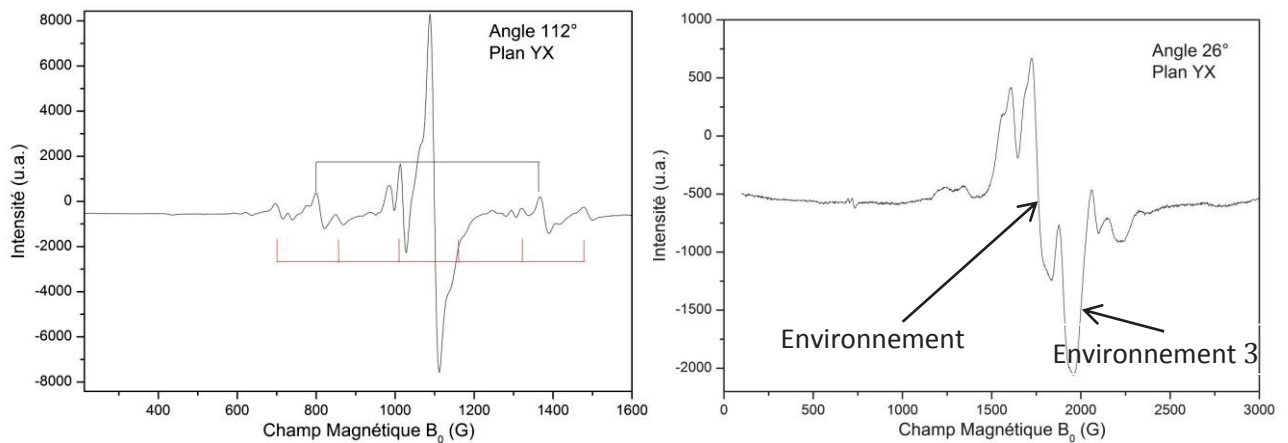 Angle 112°
Plan YX
8000
6000
4000
2000
0
-2000
-4000
-6000
-8000
Intensité (u.a.)
400 600 800 1000 1200 1400 1600
Champ Magnétique B₀ (G)
Angle 26°
Plan YX
1000
500
0
-500
-1000
-1500
-2000
Intensité (u.a.)
Environnement
Environnement 3
0 500 1000 1500 2000 2500 3000
Champ Magnétique B₀ (G)